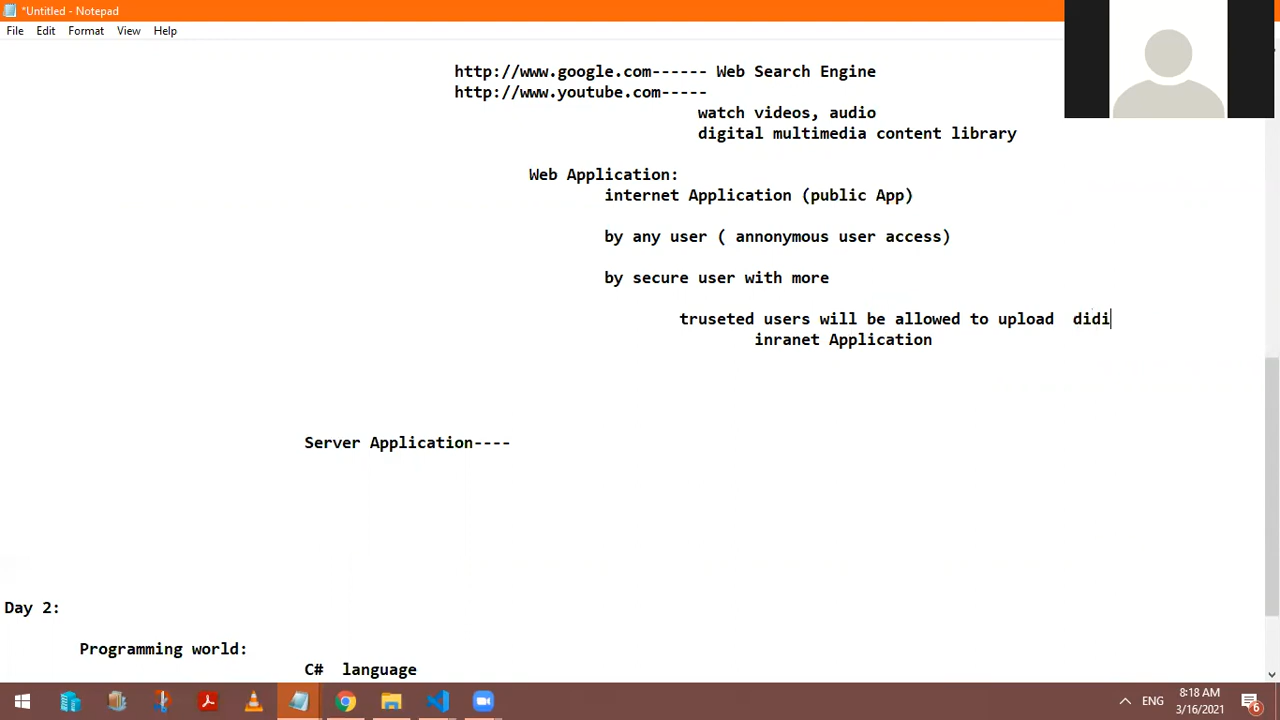 *Untitled - Notepad
File Edit Format View Help
http://www.google.com------ Web Search Engine
http://www.youtube.com-----
watch videos, audio
digital multimedia content library
Web Application:
internet Application (public App)
by any user ( annonymous user access)
by secure user with more
truseted users will be allowed to upload  didi
inranet Application
Server Application----
Day 2:
Programming world:
C#  language
ENG
8:18 AM
3/16/2021
6